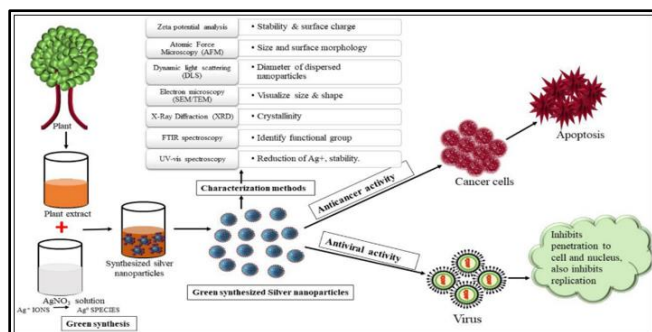 Zeta potential analysis
• Stability & surface charge
Atomic Force
Microscopy (AFM)
• Size and surface morphology
Dynamic light scattering
(DLS)
• Diameter of dispersed
nanoparticles
Electron microscopy
(SEM/TEM)
• Visualize size & shape
X-Ray Diffraction (XRD)
• Crystallinity
FTIR spectroscopy
• Identify functional group
UV-vis spectroscopy
• Reduction of Ag+, stability.
Plant
Characterization methods
Plant extract
+
Synthesized silver
nanoparticles
AgNO₃ solution
Ag⁺ IONS
Ag⁰ SPECIES
Green synthesis
Green synthesized Silver nanoparticles
Anticancer activity
Cancer cells
Apoptosis
Antiviral activity
Virus
Inhibits
penetration to
cell and nucleus,
also inhibits
replication